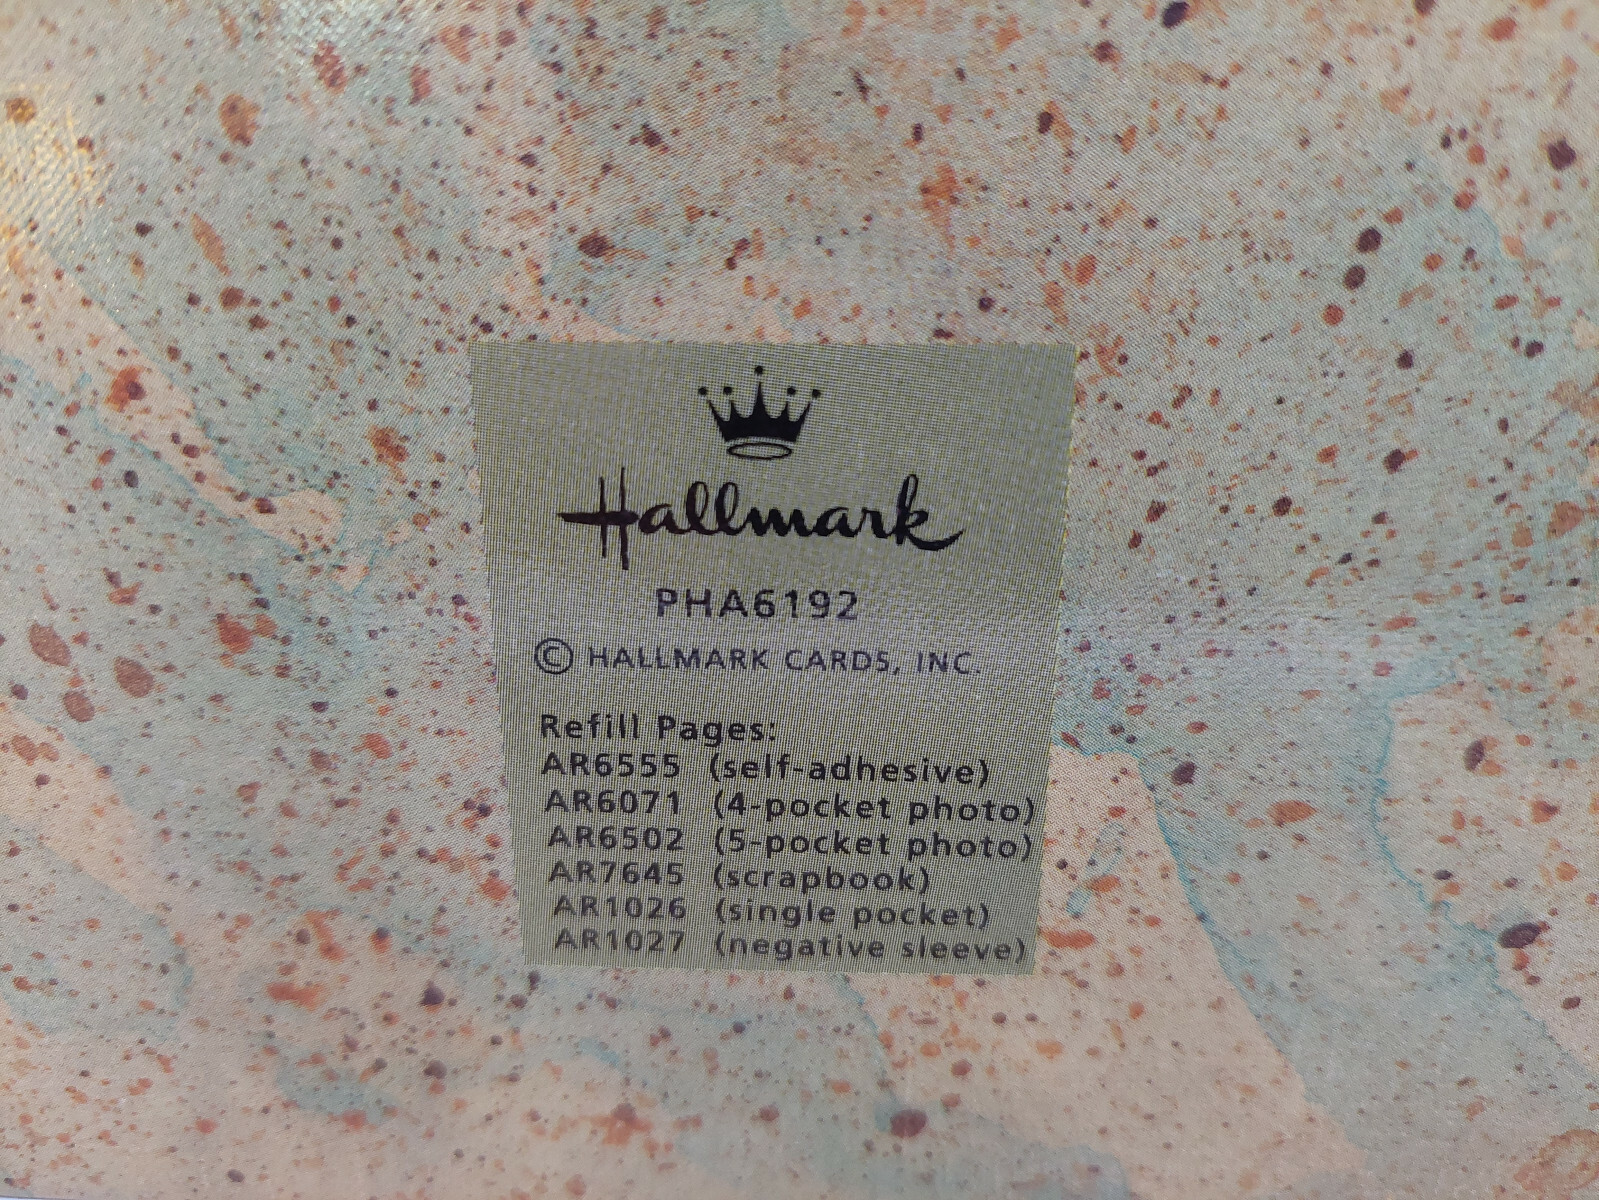 Hallmark
PHA6192
© HALLMARK CARDS, INC.
Refill Pages:
AR6555 (self-adhesive)
AR6071 (4-pocket photo)
AR6502 (5-pocket photo)
AR7645 (scrapbook)
AR1026 (single pocket)
AR1027 (negative sleeve)